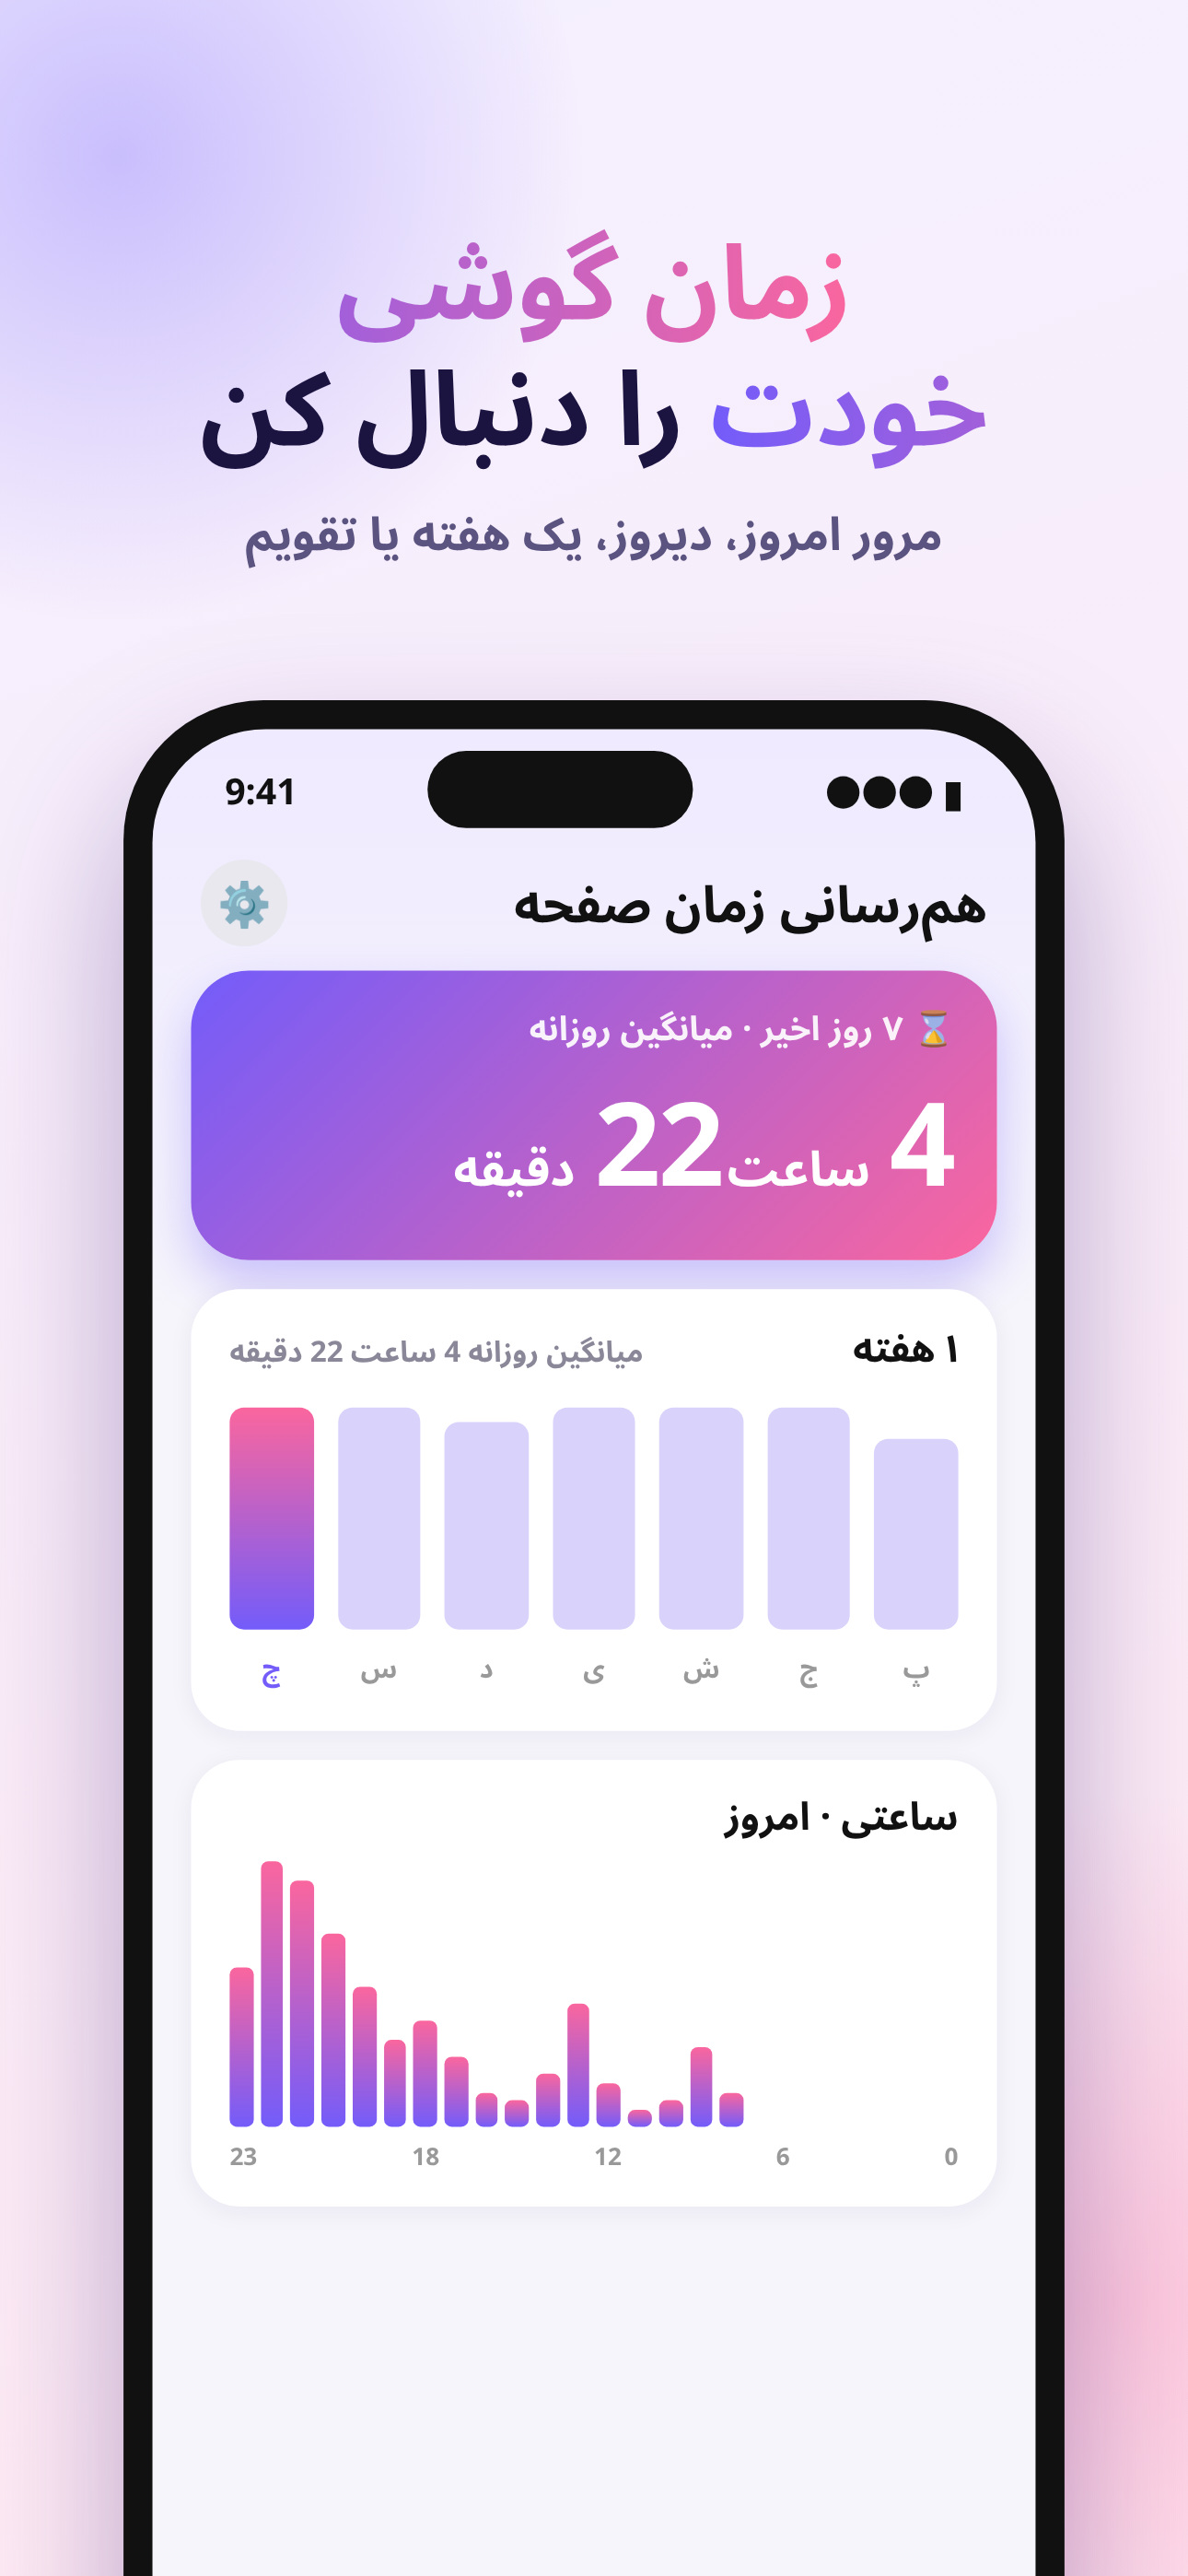 زمان گوشی
خودت را دنبال کن
مرور امروز، دیروز، یک هفته یا تقویم
9:41
هم‌رسانی زمان صفحه
۷ روز اخیر · میانگین روزانه
4 ساعت 22 دقیقه
۱ هفته
میانگین روزانه 4 ساعت 22 دقیقه
پ ج ش ی د س چ
ساعتی · امروز
0 6 12 18 23